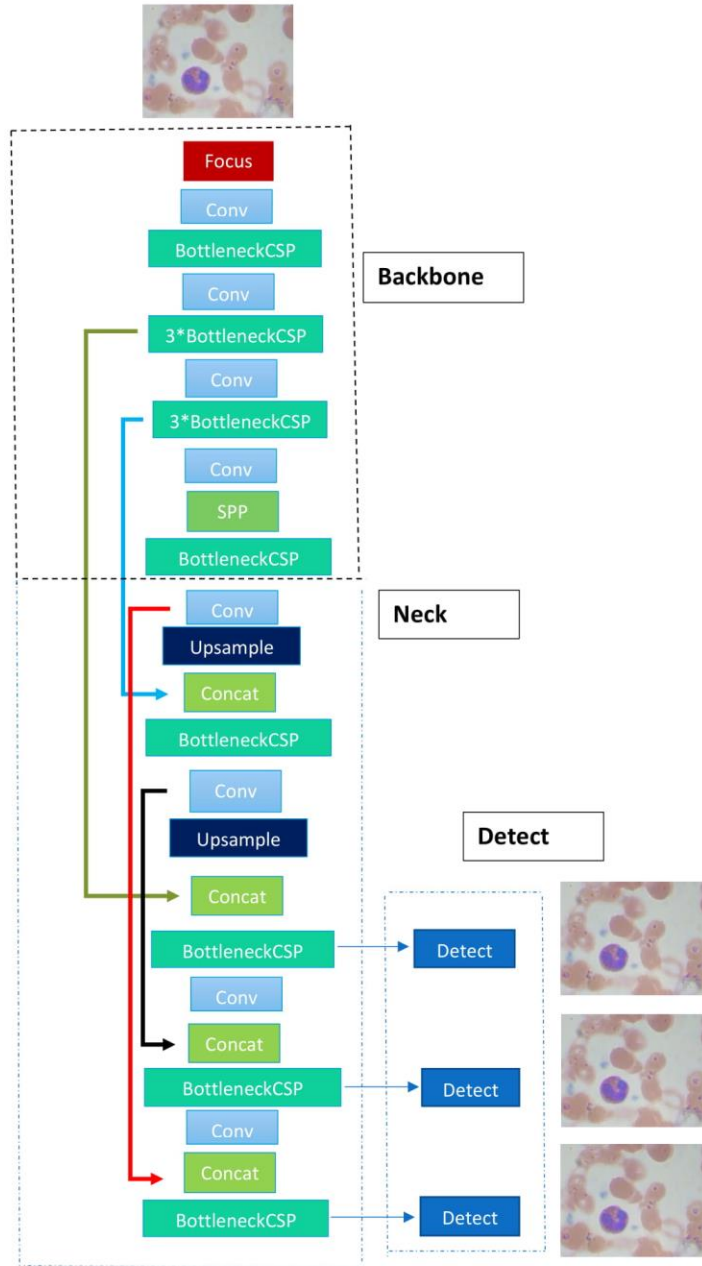 Focus
Conv
BottleneckCSP
Backbone
Conv
3*BottleneckCSP
Conv
3*BottleneckCSP
Conv
SPP
BottleneckCSP
Conv
Neck
Upsample
Concat
BottleneckCSP
Conv
Upsample
Detect
Concat
BottleneckCSP
Detect
Conv
Concat
BottleneckCSP
Detect
Conv
Concat
BottleneckCSP
Detect